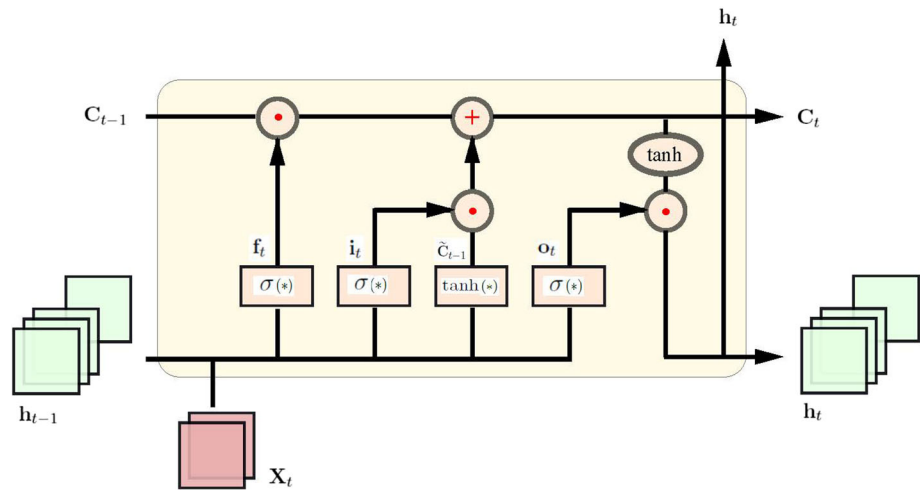 h_t
C_{t-1}
C_t
tanh
f_t
i_t
C̃_{t-1}
o_t
σ(*)
σ(*)
tanh(*)
σ(*)
h_{t-1}
h_t
X_t